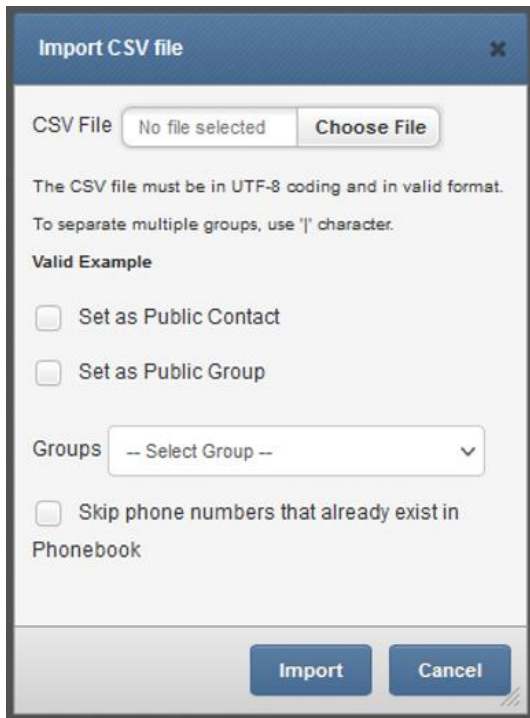 Import CSV file
CSV File No file selected Choose File
The CSV file must be in UTF-8 coding and in valid format.
To separate multiple groups, use '|' character.
Valid Example
Set as Public Contact
Set as Public Group
Groups -- Select Group --
Skip phone numbers that already exist in
Phonebook
Import Cancel